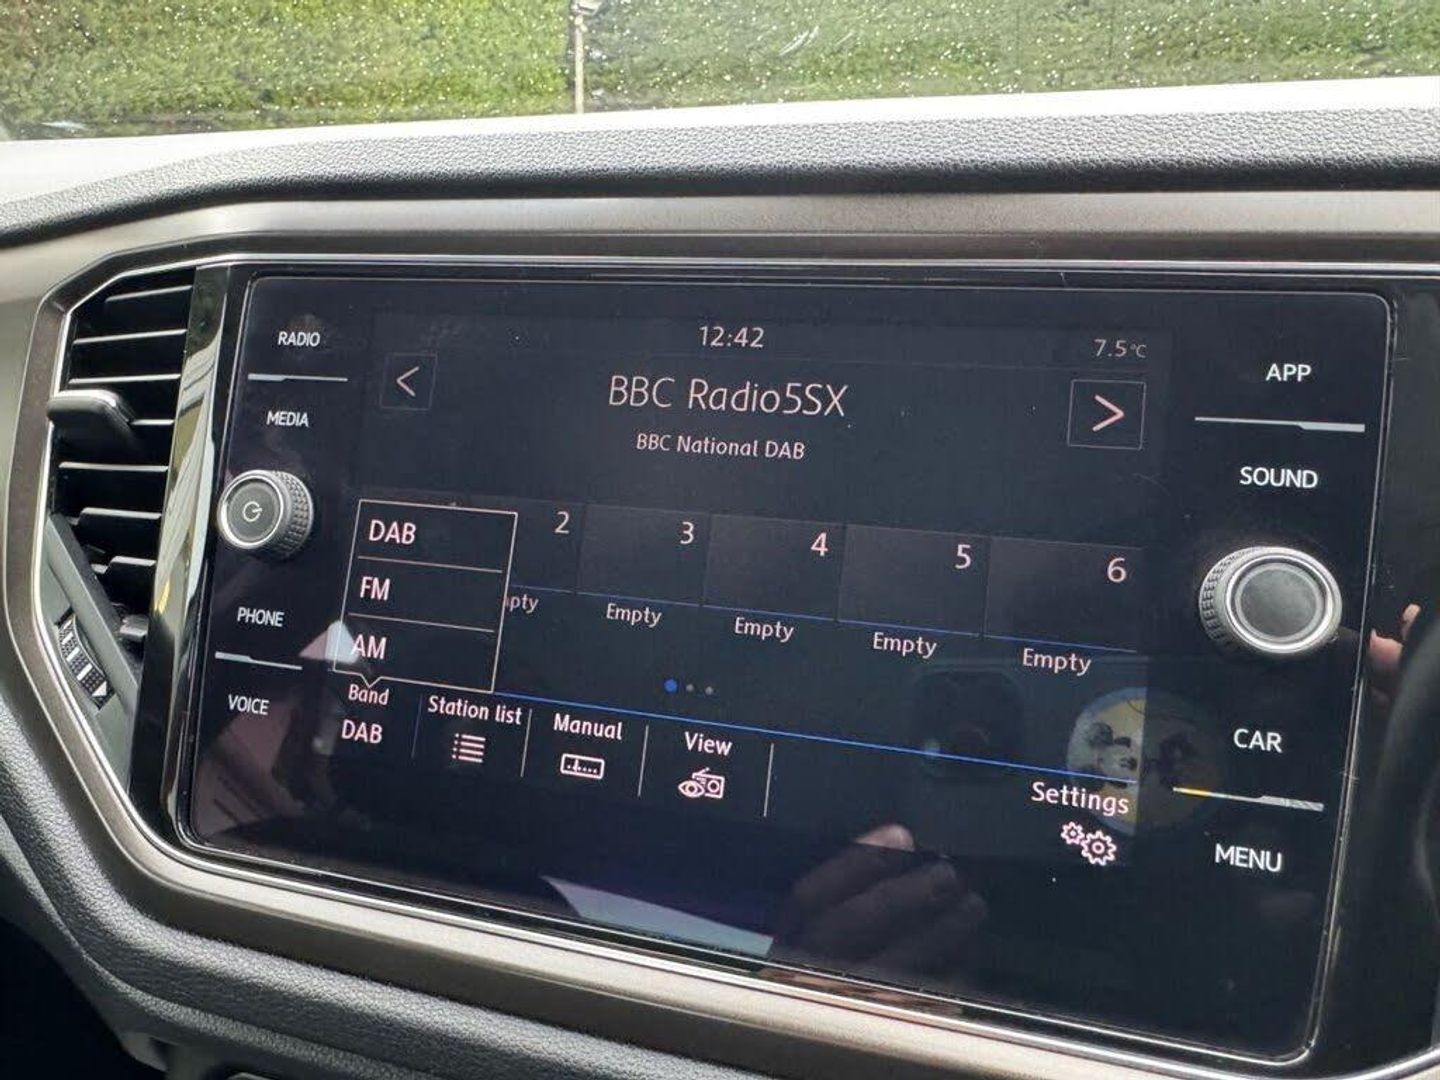 RADIO
MEDIA
PHONE
VOICE
12:42
7.5°C
<
BBC Radio5SX
>
BBC National DAB
DAB
FM
AM
2
3
4
5
6
pty
Empty
Empty
Empty
Empty
Band
DAB
Station list
Manual
View
Settings
APP
SOUND
CAR
MENU